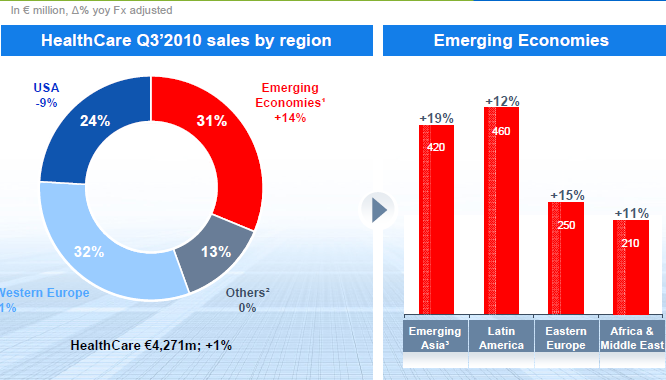 In € million, Δ% yoy Fx adjusted
HealthCare Q3’2010 sales by region
Emerging Economies
USA
-9%
24%
31%
Emerging
Economies¹
+14%
32%
13%
Western Europe
1%
Others²
0%
HealthCare €4,271m; +1%
+19%
420
+12%
460
+15%
250
+11%
210
Emerging
Asia³
Latin
America
Eastern
Europe
Africa &
Middle East